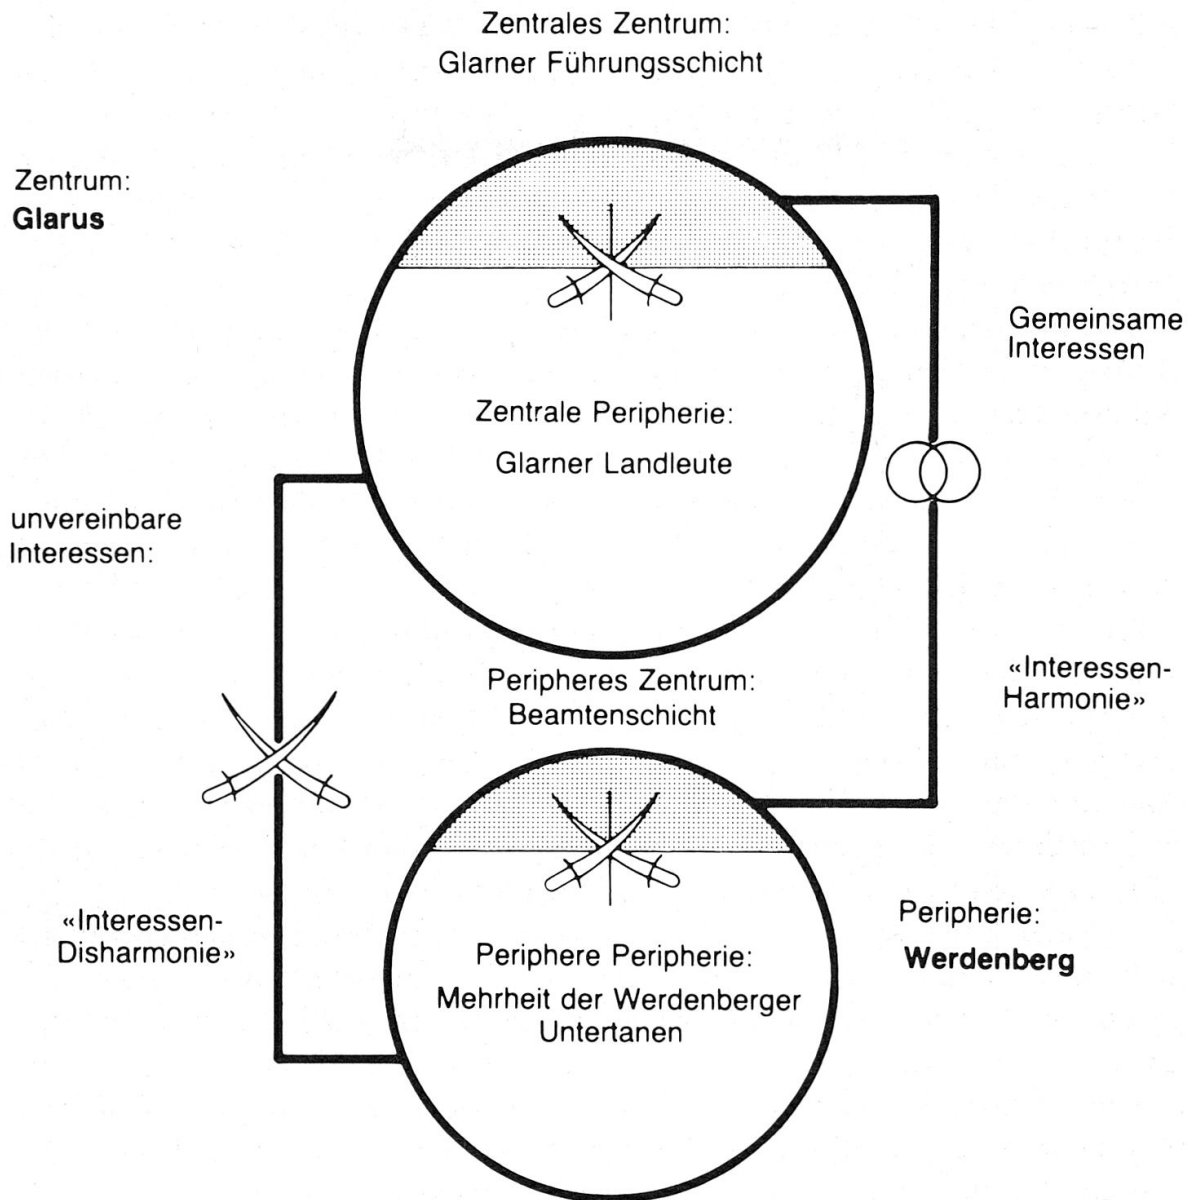 Zentrales Zentrum:
Glarner Führungsschicht
Zentrum:
Glarus
Gemeinsame
Interessen
Zentrale Peripherie:
Glarner Landleute
unvereinbare
Interessen:
«Interessen-
Harmonie»
Peripheres Zentrum:
Beamtenschicht
«Interessen-
Disharmonie»
Peripherie:
Werdenberg
Periphere Peripherie:
Mehrheit der Werdenberger
Untertanen